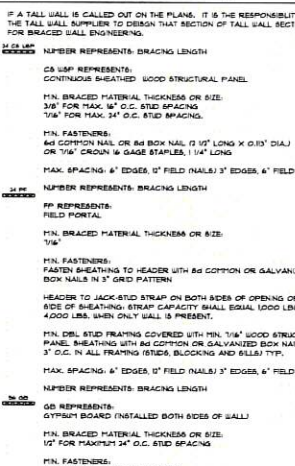 IF A TALL WALL IS CALLED OUT ON THE PLANS, IT IS THE RESPONSIBILIT
THE TALL WALL SUPPLIER TO DESIGN THAT SECTION OF TALL WALL SECT
FOR BRACED WALL ENGINEERING.
24 CS WSP
NUMBER REPRESENTS: BRACING LENGTH
CS WSP REPRESENTS:
CONTINUOUS SHEATHED WOOD STRUCTURAL PANEL
MIN. BRACED MATERIAL THICKNESS OR SIZE:
3/8" FOR MAX. 16" O.C. STUD SPACING
7/16" FOR MAX. 24" O.C. STUD SPACING.
MIN. FASTENERS:
6d COMMON NAIL OR 8d BOX NAIL (2 1/2" LONG X 0.113" DIA.)
OR 7/16" CROWN 16 GAGE STAPLES, 1 1/4" LONG
MAX. SPACING: 6" EDGES, 12" FIELD (NAILS) 3" EDGES, 6" FIELD
24 PF
NUMBER REPRESENTS: BRACING LENGTH
FP REPRESENTS:
FIELD PORTAL
MIN. BRACED MATERIAL THICKNESS OR SIZE:
7/16"
MIN. FASTENERS:
FASTEN SHEATHING TO HEADER WITH 8d COMMON OR GALVANI
BOX NAILS IN 3" GRID PATTERN
HEADER TO JACK-STUD STRAP ON BOTH SIDES OF OPENING O
SIDE OF SHEATHING: STRAP CAPACITY SHALL EQUAL 1,000 LB
4,000 LBS. WHEN ONLY WALL IS PRESENT.
MIN. DBL STUD FRAMING COVERED WITH MIN. 7/16" WOOD STRUC
PANEL SHEATHING WITH 8d COMMON OR GALVANIZED BOX NAI
3" O.C. IN ALL FRAMING (STUDS, BLOCKING AND SILLS) TYP.
MAX. SPACING: 6" EDGES, 12" FIELD (NAILS) 3" EDGES, 6" FIELD
96 GB
NUMBER REPRESENTS: BRACING LENGTH
GB REPRESENTS:
GYPSUM BOARD (INSTALLED BOTH SIDES OF WALL)
MIN. BRACED MATERIAL THICKNESS OR SIZE:
1/2" FOR MAXIMUM 24" O.C. STUD SPACING
MIN. FASTENERS: